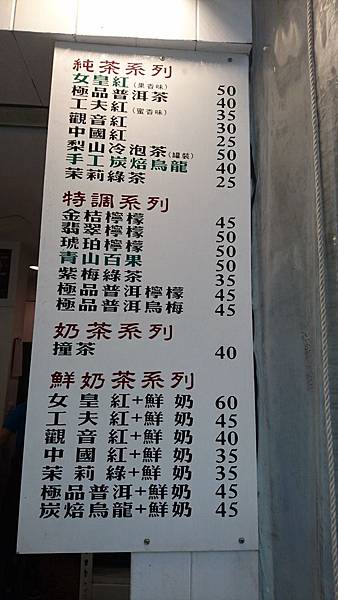 純茶系列
女皇紅(果香味) 50
極品普洱茶 40
工夫紅(蜜香味) 35
觀音紅 30
中國紅 25
梨山冷泡茶(罐裝) 50
手工炭焙烏龍 40
茉莉綠茶 25
特調系列
金桔檸檬 45
翡翠檸檬 50
琥珀檸檬 50
青山百果 50
紫梅綠茶 35
極品普洱檸檬 45
極品普洱烏梅 45
奶茶系列
撞茶 40
鮮奶茶系列
女皇紅+鮮奶 60
工夫紅+鮮奶 45
觀音紅+鮮奶 40
中國紅+鮮奶 35
茉莉綠+鮮奶 35
極品普洱+鮮奶 45
炭焙烏龍+鮮奶 45